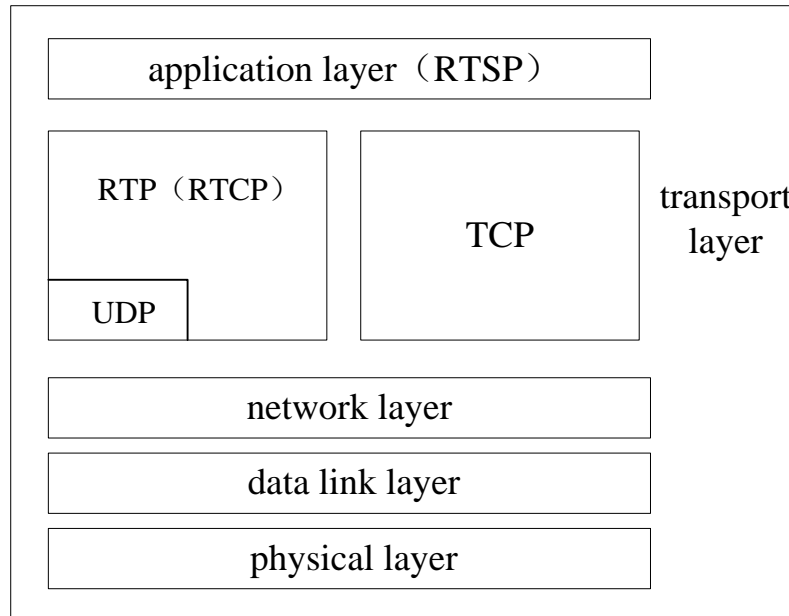 application layer（RTSP）
RTP（RTCP）
TCP
transport
layer
UDP
network layer
data link layer
physical layer